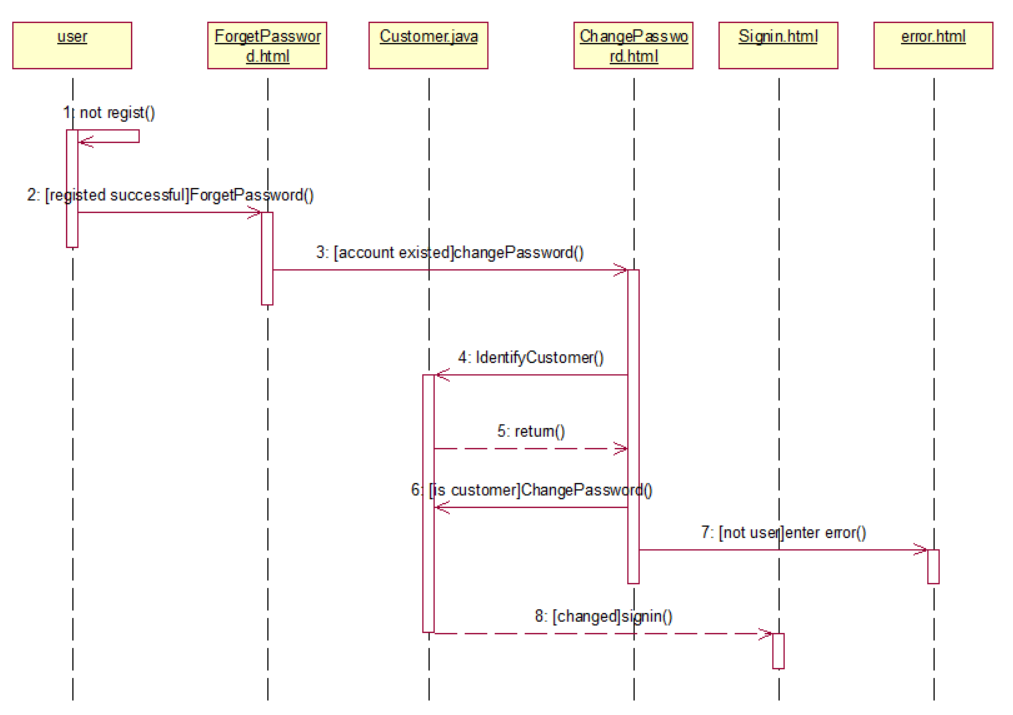 user
ForgetPasswor
d.html
Customer.java
ChangePasswo
rd.html
Signin.html
error.html
1: not regist()
2: [registed successful]ForgetPassword()
3: [account existed]changePassword()
4: IdentifyCustomer()
5: return()
6: [is customer]ChangePassword()
7: [not user]enter error()
8: [changed]signin()